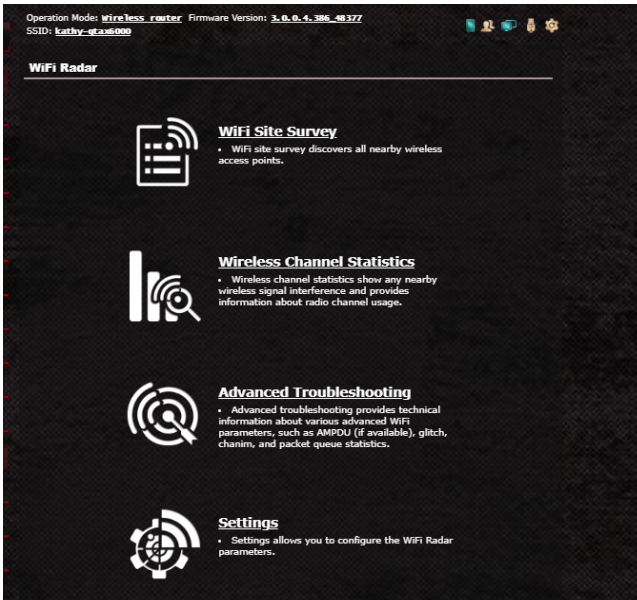 Operation Mode: Wireless router Firmware Version: 3.0.0.4.386_48377
SSID: kathy-qtax6000
WiFi Radar
WiFi Site Survey
• WiFi site survey discovers all nearby wireless
access points.
Wireless Channel Statistics
• Wireless channel statistics show any nearby
wireless signal interference and provides
information about radio channel usage.
Advanced Troubleshooting
• Advanced troubleshooting provides technical
information about various advanced WiFi
parameters, such as AMPDU (if available), glitch,
chanim, and packet queue statistics.
Settings
• Settings allows you to configure the WiFi Radar
parameters.